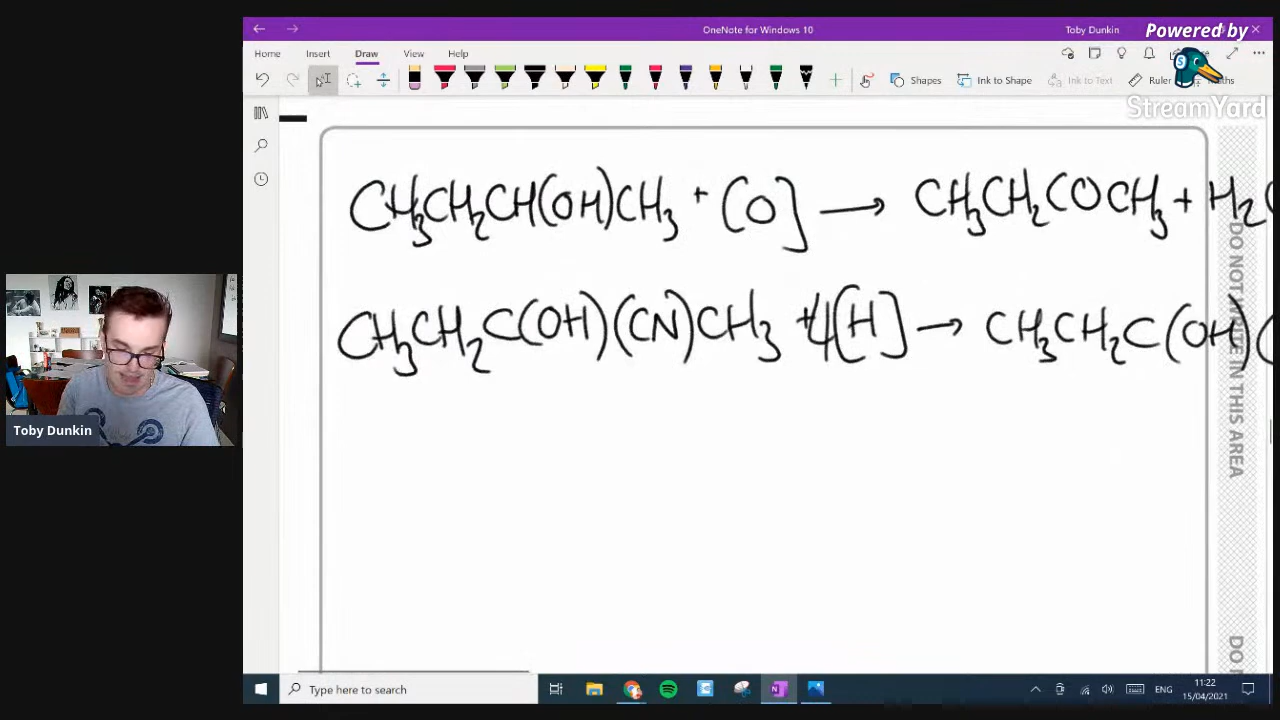 OneNote for Windows 10
Toby Dunkin
Powered by
StreamYard
Home Insert Draw View Help
Shapes Ink to Shape Ink to Text Ruler
CH3CH2CH(OH)CH3 + [O] → CH3CH2COCH3 + H2
CH3CH2C(OH)(CN)CH3 + 4[H] → CH3CH2C(OH)(
DO NOT WRITE IN THIS AREA
DO
Toby Dunkin
Type here to search
ENG
11:22
15/04/2021